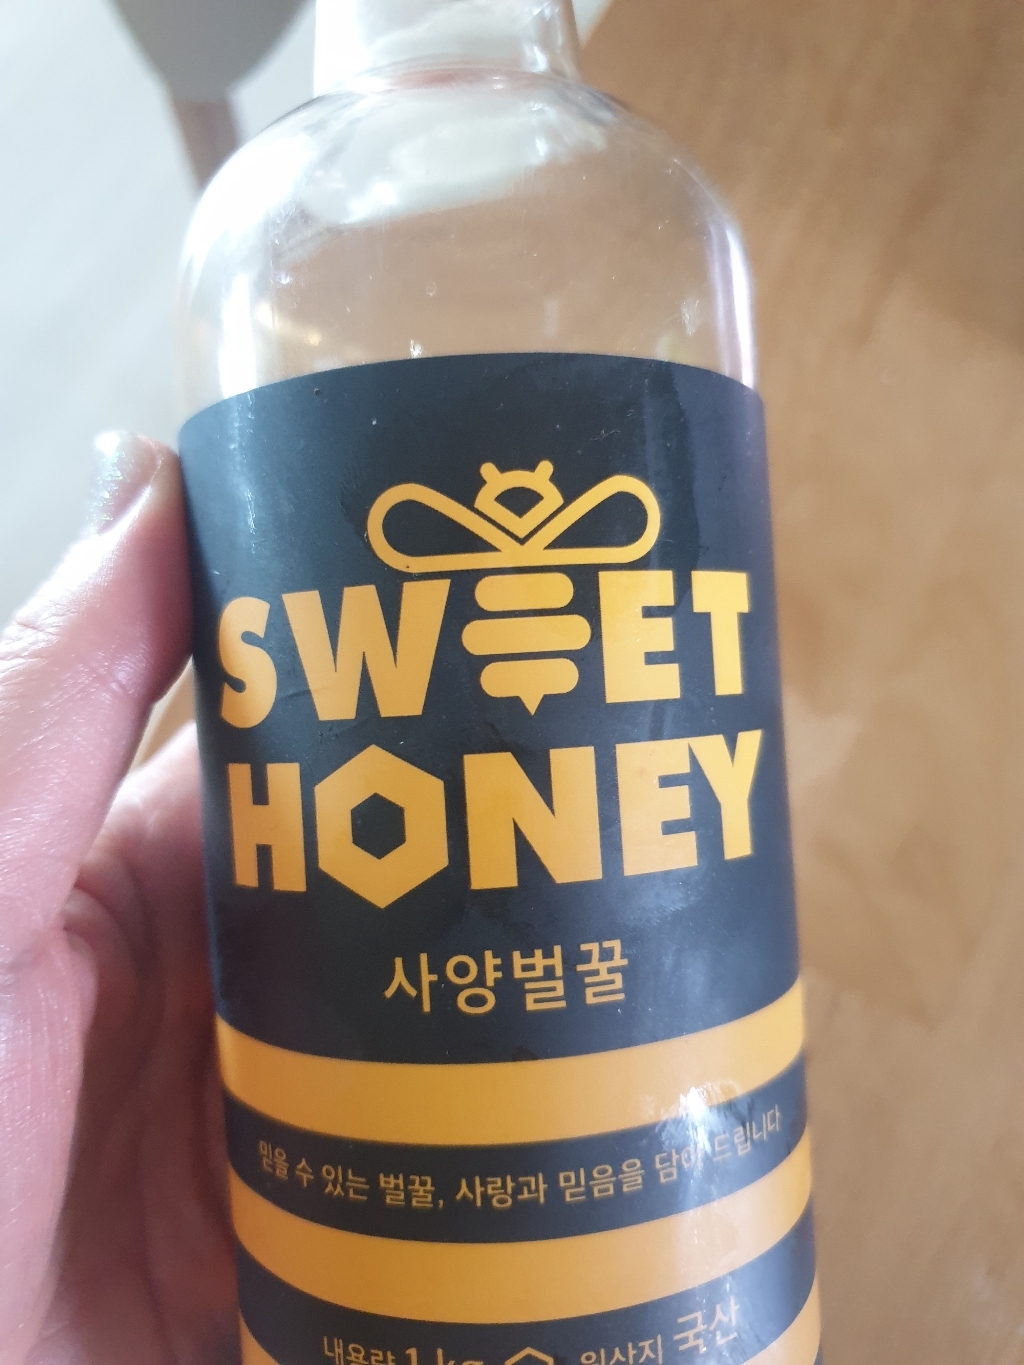 SWEET
HONEY
사양벌꿀
믿을 수 있는 벌꿀, 사랑과 믿음을 담아 드립니다
내용량 1kg 원산지 국산